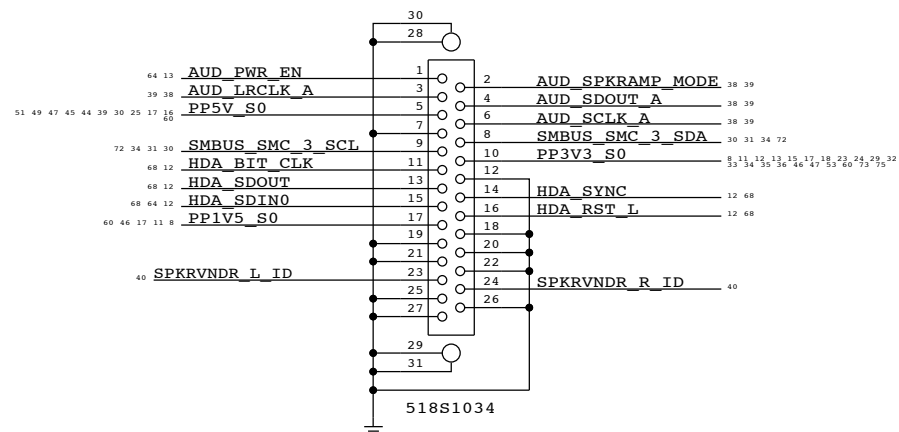 30
28
64 13 AUD_PWR_EN 1
2 AUD_SPKRAMP_MODE 38 39
39 38 AUD_LRCLK_A 3
4 AUD_SDOUT_A 38 39
51 49 47 45 44 39 30 25 17 16
60
PP5V_S0 5
6 AUD_SCLK_A 38 39
7
8 SMBUS_SMC_3_SDA 30 31 34 72
72 34 31 30 SMBUS_SMC_3_SCL 9
10 PP3V3_S0
8 11 12 13 15 17 18 23 24 29 32
33 34 35 36 46 47 53 60 73 75
68 12 HDA_BIT_CLK 11
12
68 12 HDA_SDOUT 13
14 HDA_SYNC 12 68
68 64 12 HDA_SDIN0 15
16 HDA_RST_L 12 68
60 46 17 11 8 PP1V5_S0 17
18
19
20
21
22
40 SPKRVNDR_L_ID 23
24 SPKRVNDR_R_ID 40
25
26
27
29
31
518S1034